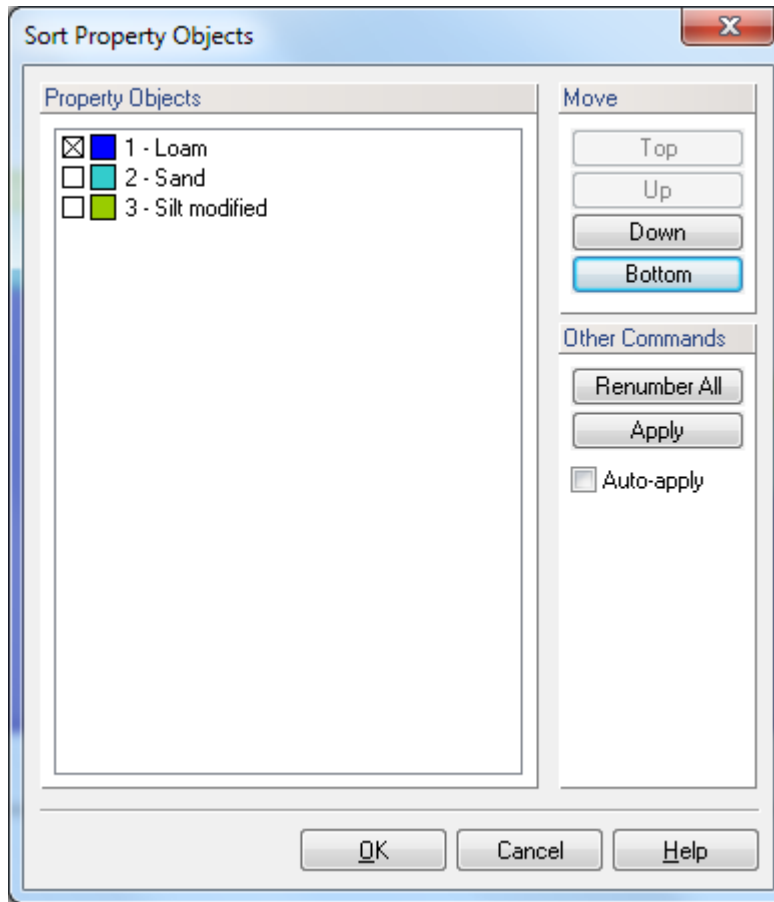 Sort Property Objects
Property Objects
1 - Loam
2 - Sand
3 - Silt modified
Move
Top
Up
Down
Bottom
Other Commands
Renumber All
Apply
Auto-apply
OK
Cancel
Help